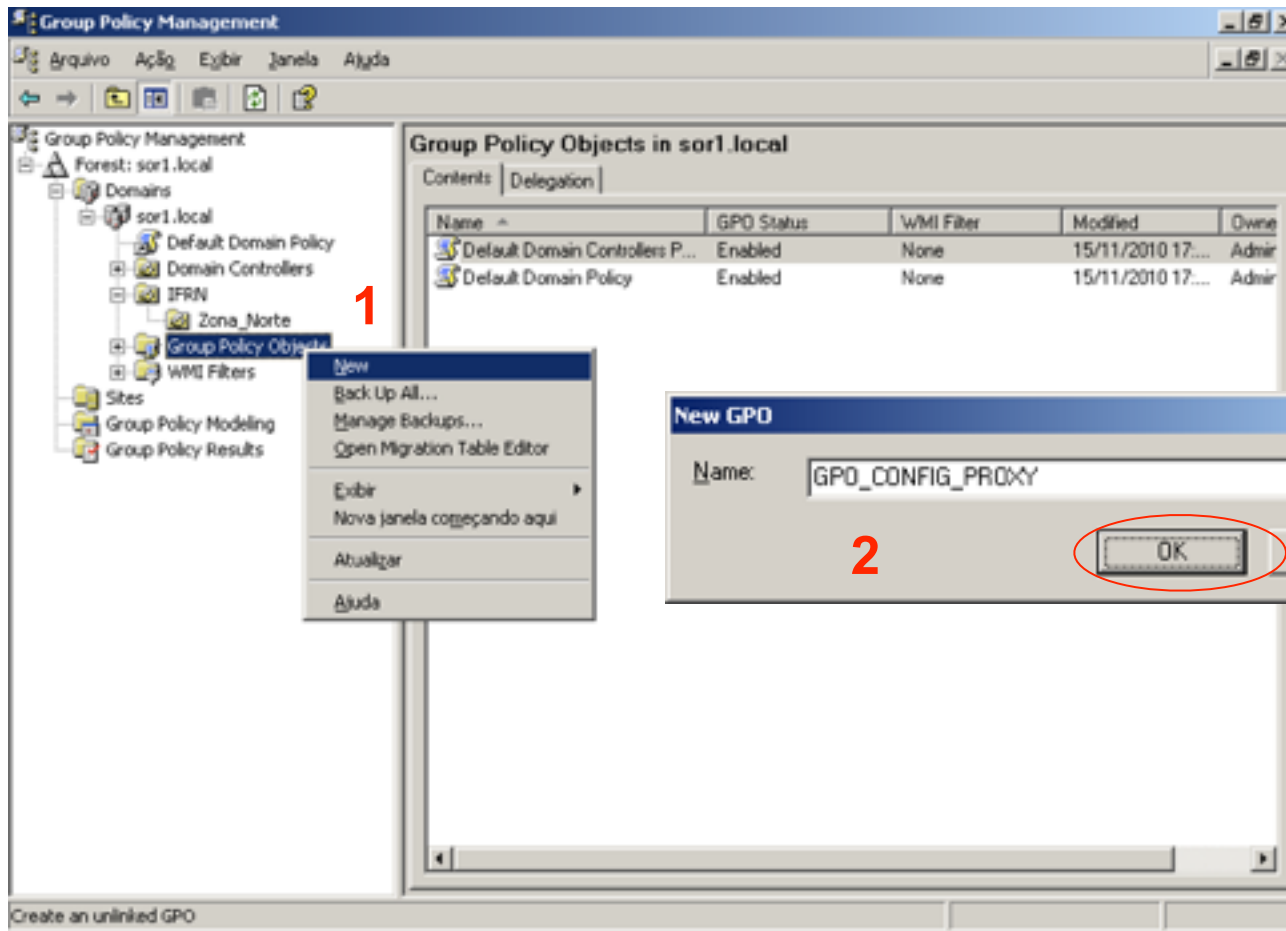 Group Policy Management
Arquivo Ação Exibir Janela Ajuda
Group Policy Management
Forest: sor1.local
Domains
sor1.local
Default Domain Policy
Domain Controllers
IFRN
Zona_Norte
Group Policy Objects
WMI Filters
Sites
Group Policy Modeling
Group Policy Results
1
New
Back Up All...
Manage Backups...
Open Migration Table Editor
Exibir
Nova janela começando aqui
Atualizar
Ajuda
Group Policy Objects in sor1.local
Contents Delegation
Name GPO Status WMI Filter Modified Owne
Default Domain Controllers P... Enabled None 15/11/2010 17:... Admir
Default Domain Policy Enabled None 15/11/2010 17:... Admir
New GPO
Name: GPO_CONFIG_PROXY
2
OK
Create an unlinked GPO